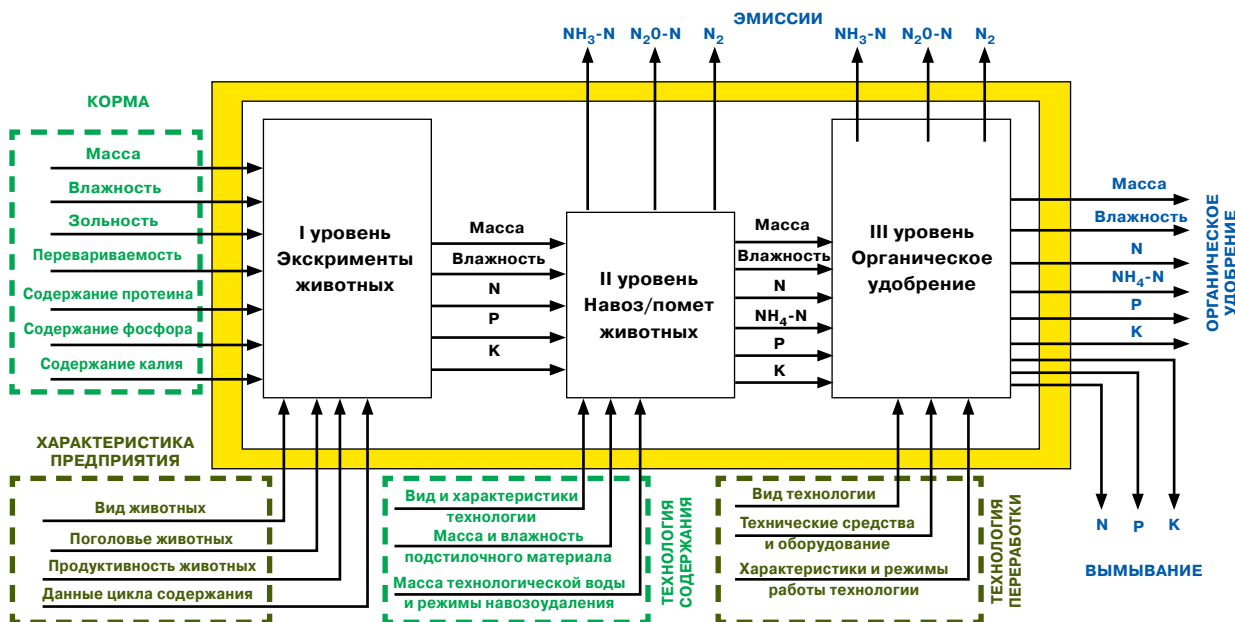 ЭМИССИИ
NH3-N N20-N N2
NH3-N N20-N N2
КОРМА
Масса
Влажность
Зольность
Перевариваемость
Содержание протеина
Содержание фосфора
Содержание калия
I уровень
Экскрименты
животных
Масса
Влажность
N
P
K
II уровень
Навоз/помет
животных
Масса
Влажность
N
NH4-N
P
K
III уровень
Органическое
удобрение
Масса
Влажность
N
NH4-N
P
K
ОРГАНИЧЕСКОЕ
УДОБРЕНИЕ
ХАРАКТЕРИСТИКА
ПРЕДПРИЯТИЯ
Вид животных
Поголовье животных
Продуктивность животных
Данные цикла содержания
Вид и характеристики
технологии
Масса и влажность
подстилочного материала
Масса технологической воды
и режимы навозоудаления
ТЕХНОЛОГИЯ
СОДЕРЖАНИЯ
Вид технологии
Технические средства
и оборудование
Характеристики и режимы
работы технологии
ТЕХНОЛОГИЯ
ПЕРЕРАБОТКИ
N P K
ВЫМЫВАНИЕ